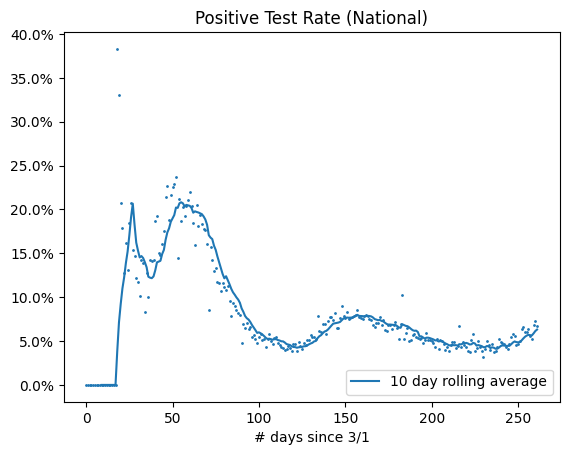 Positive Test Rate (National)
40.0%
35.0%
30.0%
25.0%
20.0%
15.0%
10.0%
5.0%
0.0%
0 50 100 150 200 250
# days since 3/1
10 day rolling average